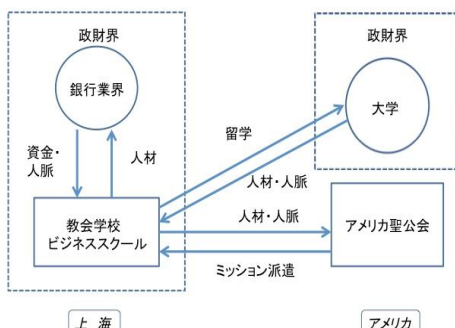 政財界
政財界
銀行業界
大学
留学
資金・
人脈
人材
人材・人脈
教会学校
ビジネススクール
人材・人脈
アメリカ聖公会
ミッション派遣
上 海
アメリカ